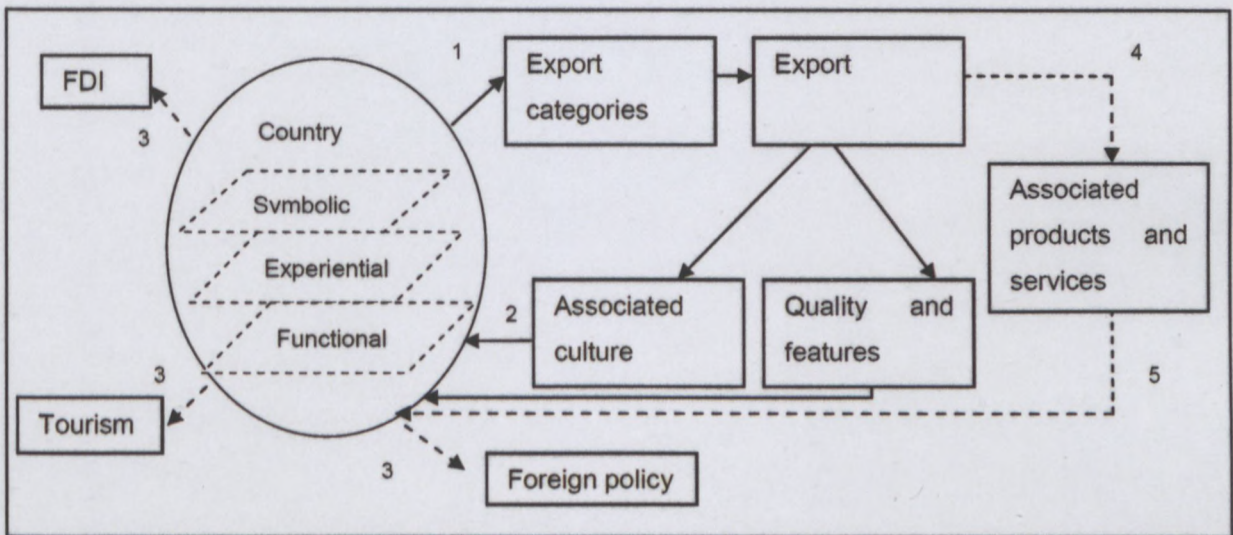 FDI
3
Country
Svmbolic
Experiential
Functional
3
Tourism
3
Foreign policy
1
Export
categories
Export
4
Associated
products and
services
2
Associated
culture
Quality and
features
5